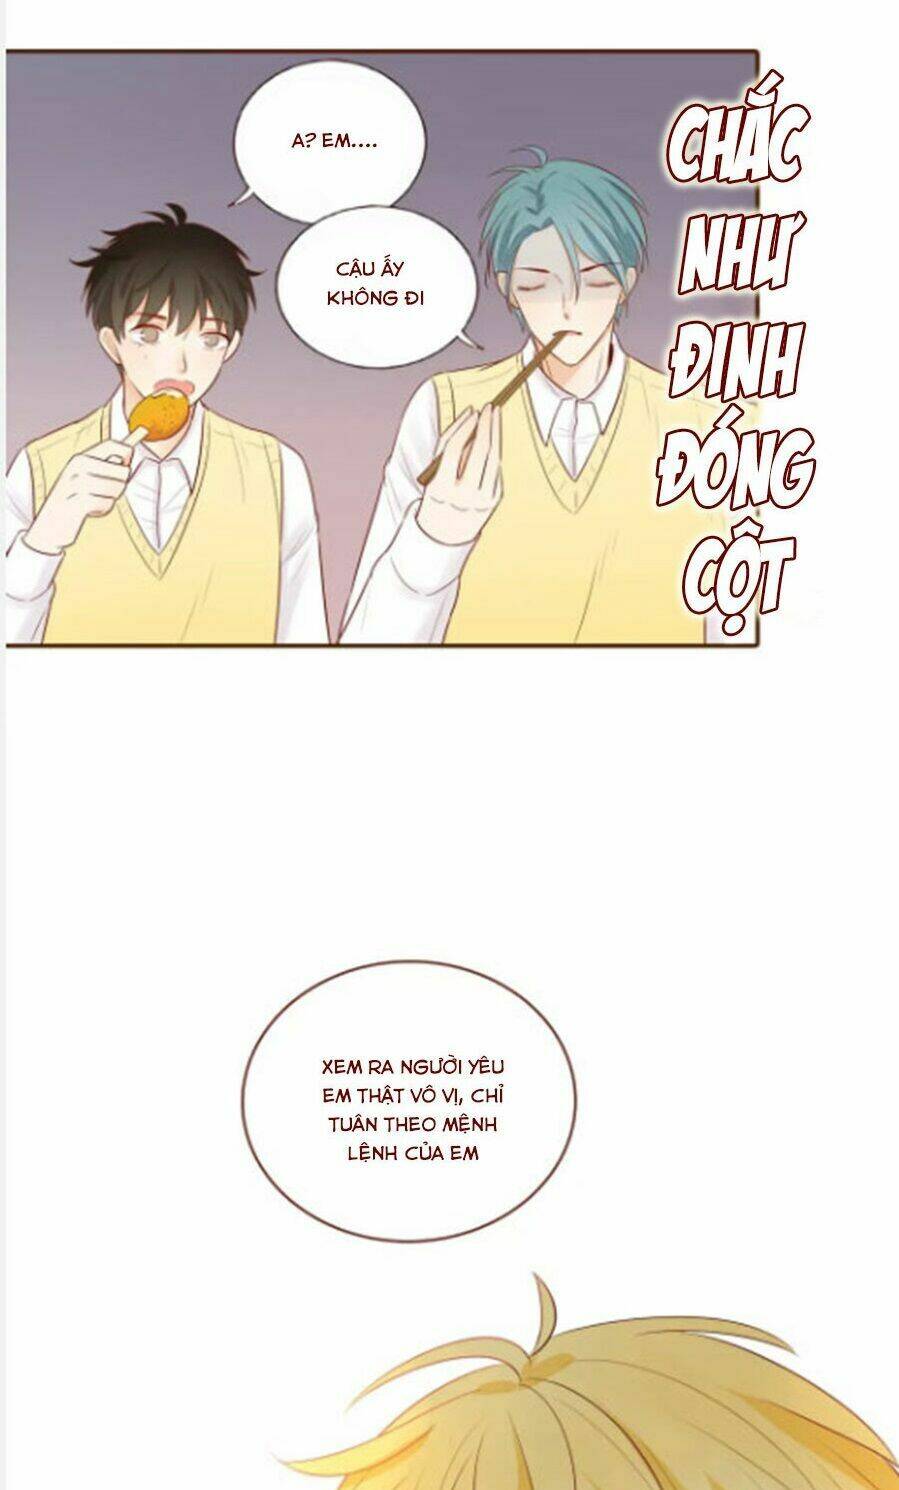 A? EM....
CẬU ẤY
KHÔNG ĐI
CHẮC
NHƯ
ĐINH
ĐÓNG
CỘT
XEM RA NGƯỜI YÊU
EM THẬT VÔ VỊ, CHỈ
TUÂN THEO MỆNH
LỆNH CỦA EM